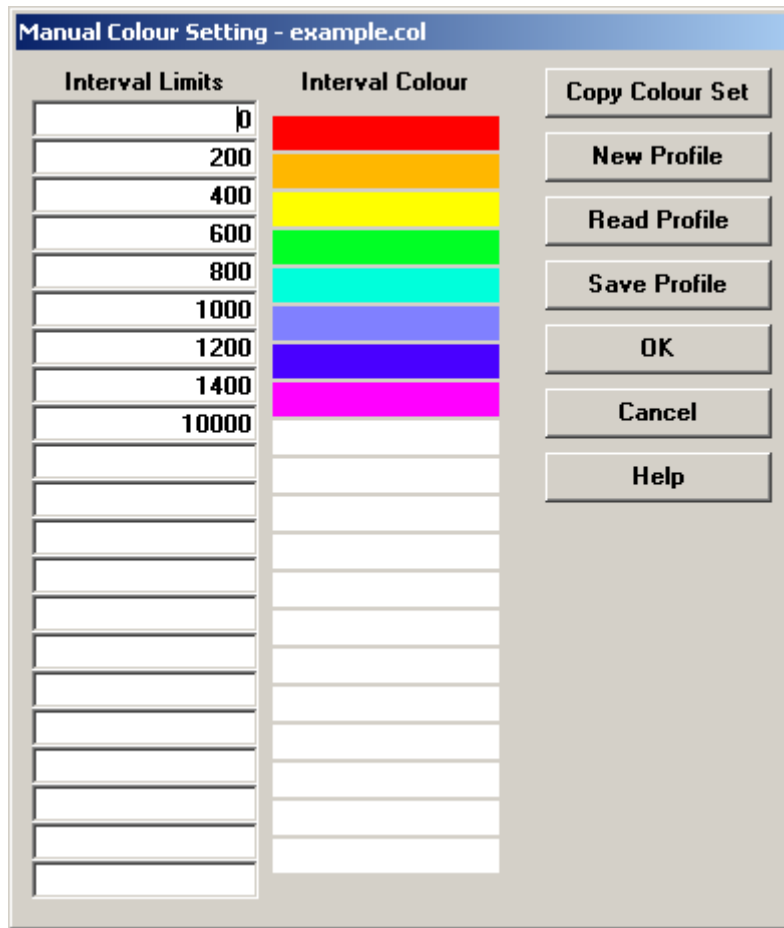 Manual Colour Setting - example.col
Interval Limits
Interval Colour
0
200
400
600
800
1000
1200
1400
10000
Copy Colour Set
New Profile
Read Profile
Save Profile
OK
Cancel
Help